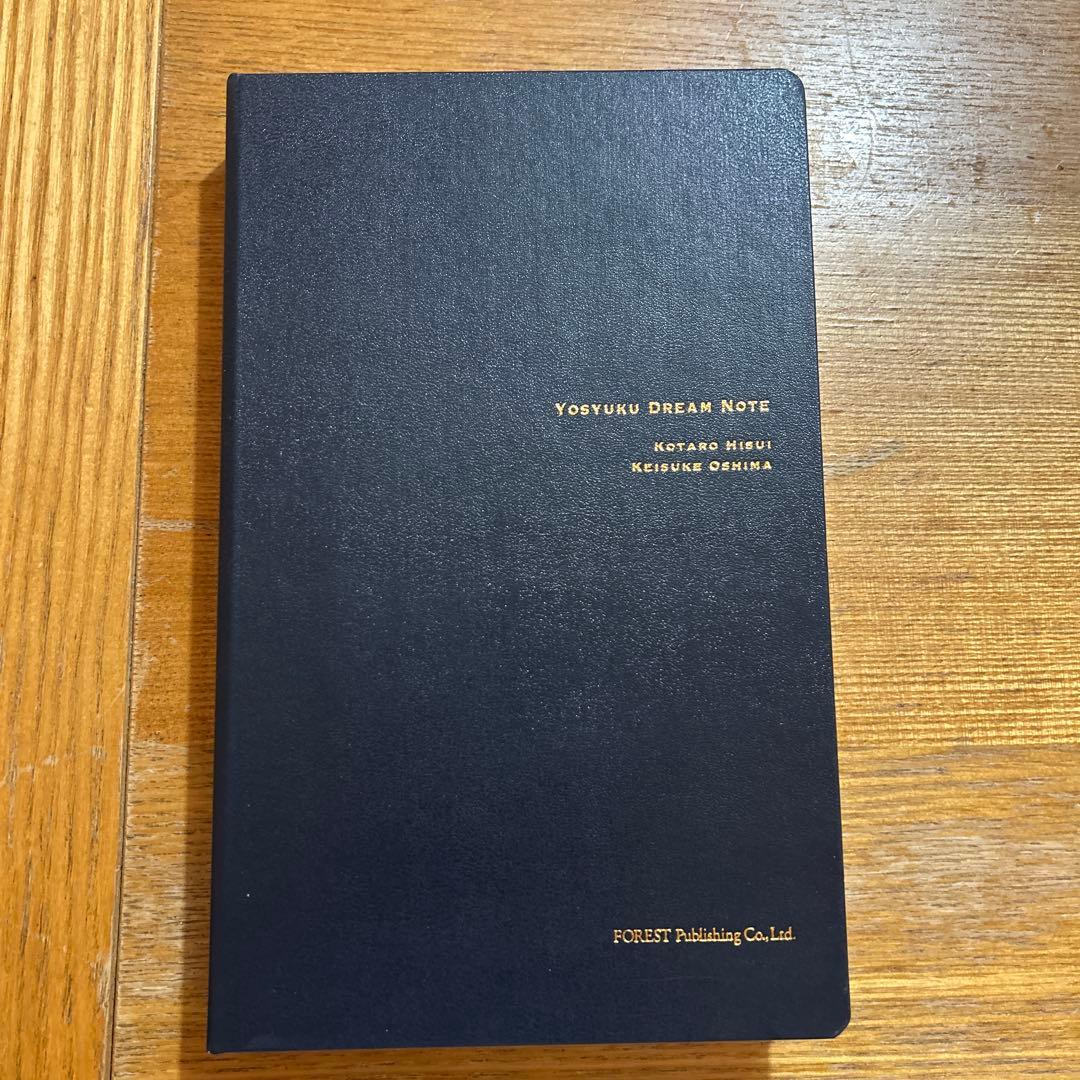 YOSYUKU DREAM NOTE
KOTARO HISUI
KEISUKE OSHIMA
FOREST Publishing Co., Ltd.